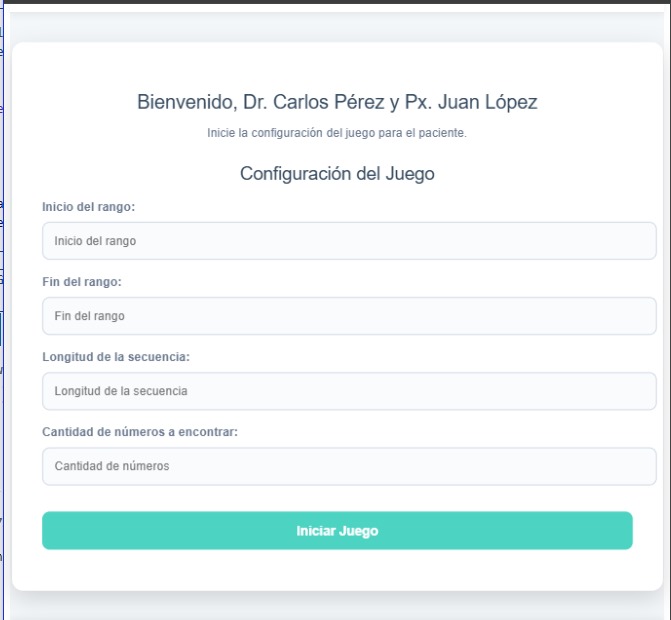 Bienvenido, Dr. Carlos Pérez y Px. Juan López
Inicie la configuración del juego para el paciente.
Configuración del Juego
Inicio del rango:
Inicio del rango
Fin del rango:
Fin del rango
Longitud de la secuencia:
Longitud de la secuencia
Cantidad de números a encontrar:
Cantidad de números
Iniciar Juego